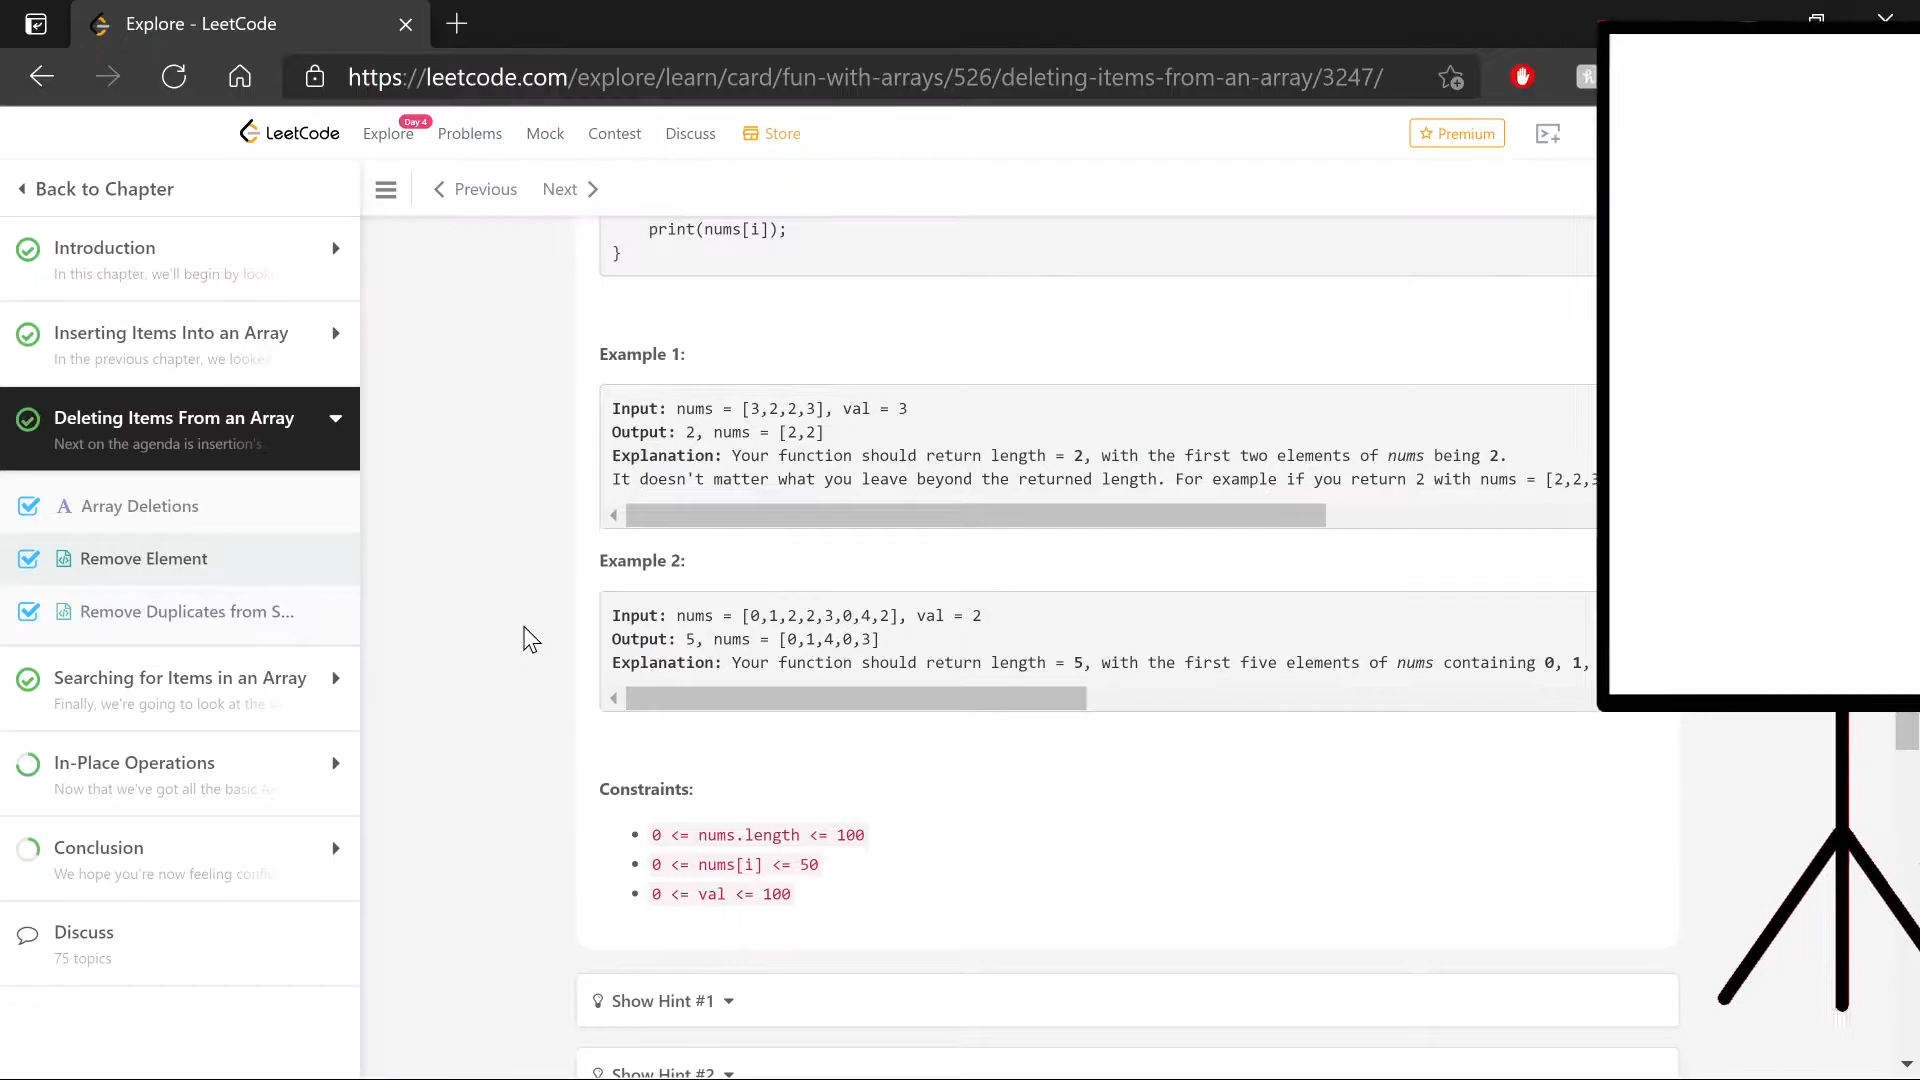 Explore - LeetCode
https://leetcode.com/explore/learn/card/fun-with-arrays/526/deleting-items-from-an-array/3247/
LeetCode
Explore
Day 4
Problems
Mock
Contest
Discuss
Store
Premium
Back to Chapter
Previous
Next
Introduction
In this chapter, we'll begin by look
Inserting Items Into an Array
In the previous chapter, we looked
Deleting Items From an Array
Next on the agenda is insertion's
A Array Deletions
Remove Element
Remove Duplicates from S...
Searching for Items in an Array
Finally, we're going to look at the
In-Place Operations
Now that we've got all the basic
Conclusion
We hope you're now feeling
Discuss
75 topics
print(nums[i]);
}
Example 1:
Input: nums = [3,2,2,3], val = 3
Output: 2, nums = [2,2]
Explanation: Your function should return length = 2, with the first two elements of nums being 2.
It doesn't matter what you leave beyond the returned length. For example if you return 2 with nums = [2,2,3
Example 2:
Input: nums = [0,1,2,2,3,0,4,2], val = 2
Output: 5, nums = [0,1,4,0,3]
Explanation: Your function should return length = 5, with the first five elements of nums containing 0, 1,
Constraints:
0 <= nums.length <= 100
0 <= nums[i] <= 50
0 <= val <= 100
Show Hint #1
Show Hint #2